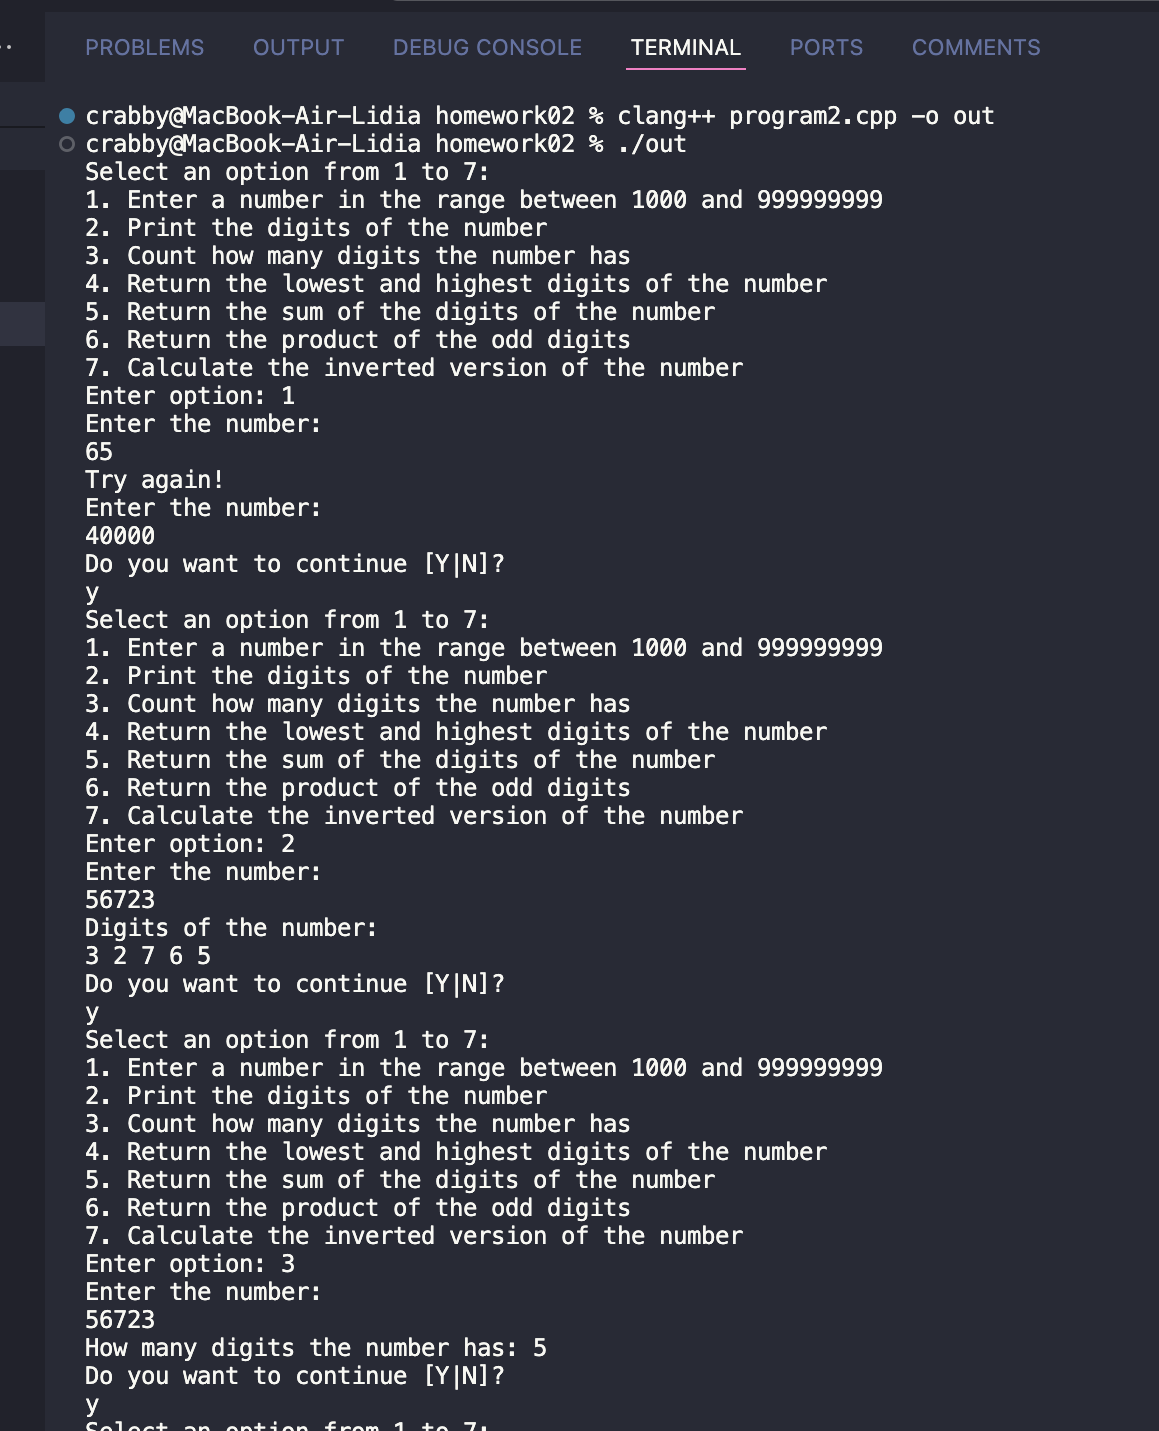 PROBLEMS OUTPUT DEBUG CONSOLE TERMINAL PORTS COMMENTS
crabby@MacBook-Air-Lidia homework02 % clang++ program2.cpp -o out
crabby@MacBook-Air-Lidia homework02 % ./out
Select an option from 1 to 7:
1. Enter a number in the range between 1000 and 999999999
2. Print the digits of the number
3. Count how many digits the number has
4. Return the lowest and highest digits of the number
5. Return the sum of the digits of the number
6. Return the product of the odd digits
7. Calculate the inverted version of the number
Enter option: 1
Enter the number:
65
Try again!
Enter the number:
40000
Do you want to continue [Y|N]?
y
Select an option from 1 to 7:
1. Enter a number in the range between 1000 and 999999999
2. Print the digits of the number
3. Count how many digits the number has
4. Return the lowest and highest digits of the number
5. Return the sum of the digits of the number
6. Return the product of the odd digits
7. Calculate the inverted version of the number
Enter option: 2
Enter the number:
56723
Digits of the number:
3 2 7 6 5
Do you want to continue [Y|N]?
y
Select an option from 1 to 7:
1. Enter a number in the range between 1000 and 999999999
2. Print the digits of the number
3. Count how many digits the number has
4. Return the lowest and highest digits of the number
5. Return the sum of the digits of the number
6. Return the product of the odd digits
7. Calculate the inverted version of the number
Enter option: 3
Enter the number:
56723
How many digits the number has: 5
Do you want to continue [Y|N]?
y
Select an option from 1 to 7: